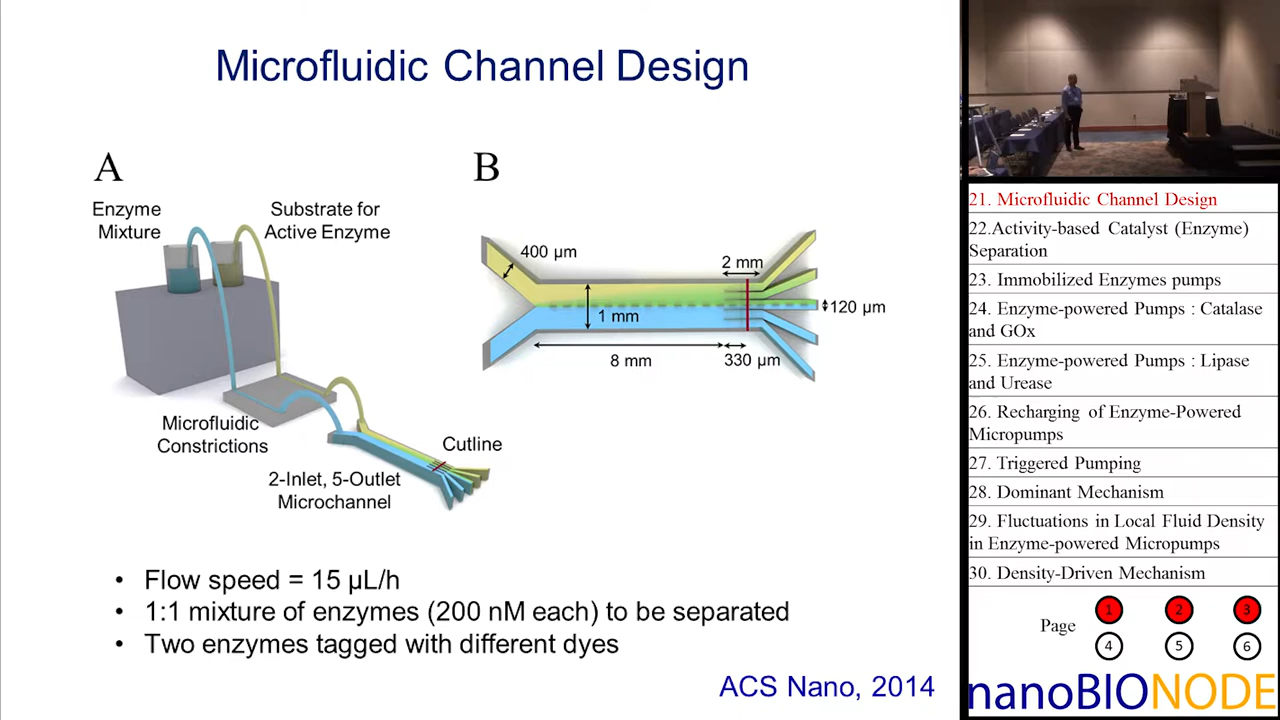 Microfluidic Channel Design
A
B
Enzyme
Mixture
Substrate for
Active Enzyme
Microfluidic
Constrictions
Cutline
2-Inlet, 5-Outlet
Microchannel
400 µm
2 mm
1 mm
120 µm
8 mm
330 µm
• Flow speed = 15 µL/h
• 1:1 mixture of enzymes (200 nM each) to be separated
• Two enzymes tagged with different dyes
ACS Nano, 2014
21. Microfluidic Channel Design
22.Activity-based Catalyst (Enzyme)
Separation
23. Immobilized Enzymes pumps
24. Enzyme-powered Pumps : Catalase
and GOx
25. Enzyme-powered Pumps : Lipase
and Urease
26. Recharging of Enzyme-Powered
Micropumps
27. Triggered Pumping
28. Dominant Mechanism
29. Fluctuations in Local Fluid Density
in Enzyme-powered Micropumps
30. Density-Driven Mechanism
Page
1 2 3
4 5 6
nanoBIONODE